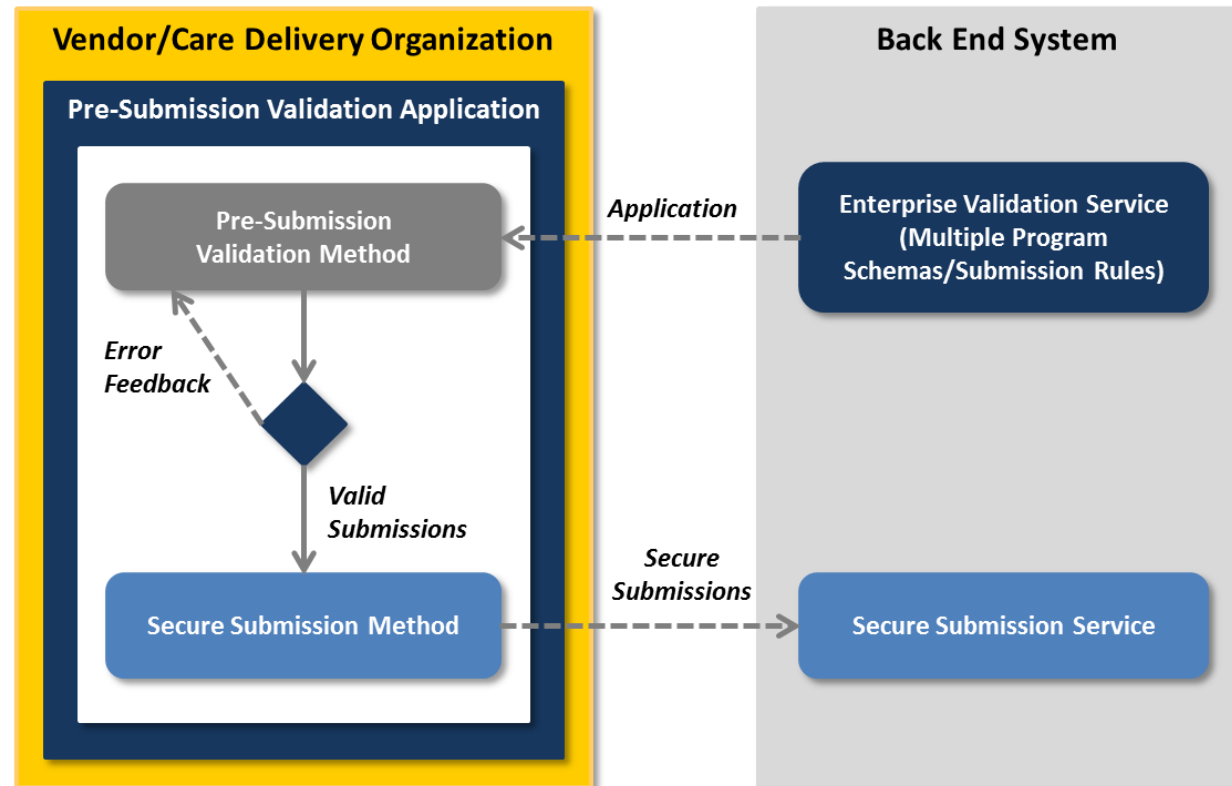 Vendor/Care Delivery Organization
Pre-Submission Validation Application
Pre-Submission
Validation Method
Error
Feedback
Valid
Submissions
Secure Submission Method
Application
Secure
Submissions
Back End System
Enterprise Validation Service
(Multiple Program
Schemas/Submission Rules)
Secure Submission Service